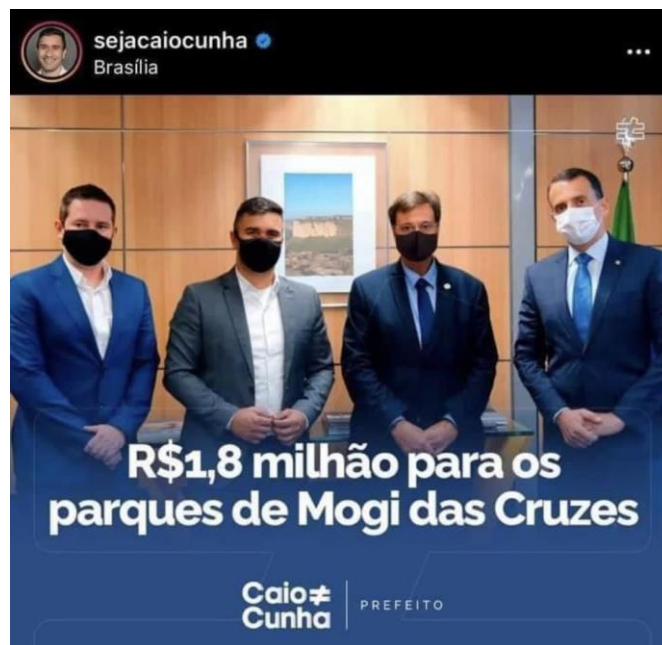 sejacaiocunha
Brasília
R$1,8 milhão para os
parques de Mogi das Cruzes
Caio≠
Cunha
PREFEITO